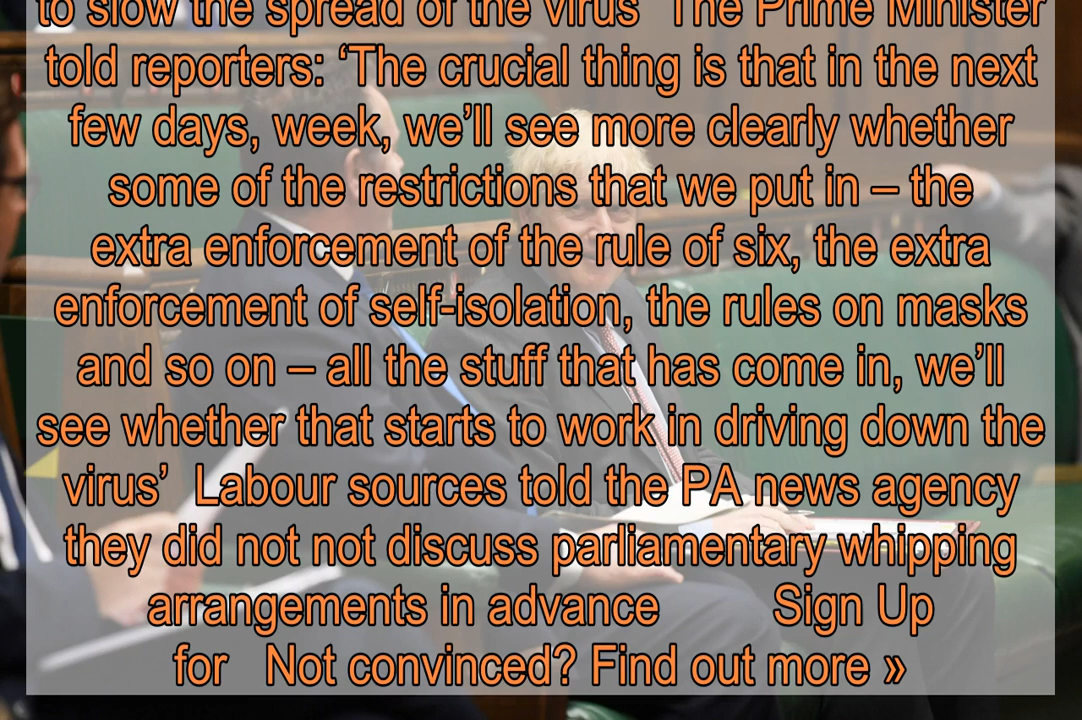 to slow the spread of the virus’ The Prime Minister
told reporters: ‘The crucial thing is that in the next
few days, week, we’ll see more clearly whether
some of the restrictions that we put in – the
extra enforcement of the rule of six, the extra
enforcement of self-isolation, the rules on masks
and so on – all the stuff that has come in, we’ll
see whether that starts to work in driving down the
virus’ Labour sources told the PA news agency
they did not not discuss parliamentary whipping
arrangements in advance Sign Up
for Not convinced? Find out more »